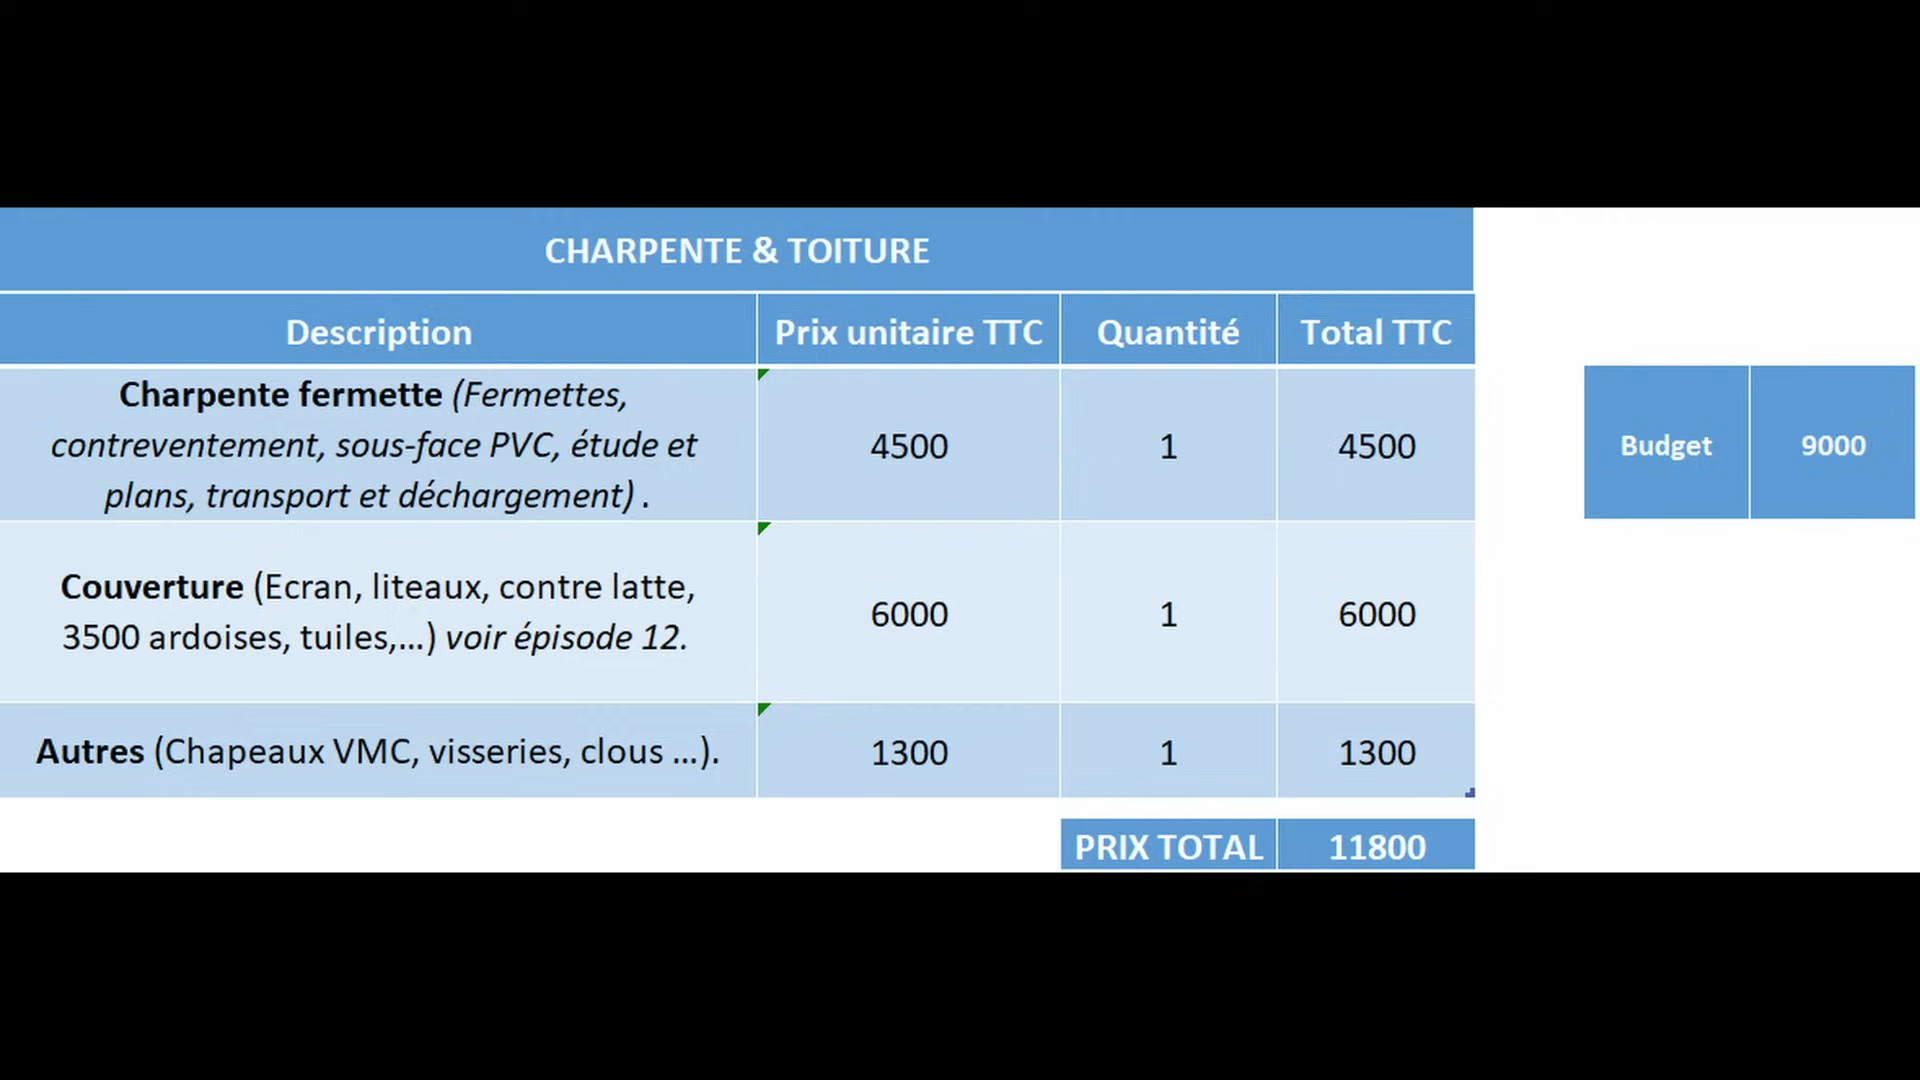 CHARPENTE & TOITURE
Description Prix unitaire TTC Quantité Total TTC
Charpente fermette (Fermettes,
contreventement, sous-face PVC, étude et
plans, transport et déchargement) .
4500 1 4500
Budget 9000
Couverture (Ecran, liteaux, contre latte,
3500 ardoises, tuiles,...) voir épisode 12.
6000 1 6000
Autres (Chapeaux VMC, visseries, clous ...).
1300 1 1300
PRIX TOTAL 11800